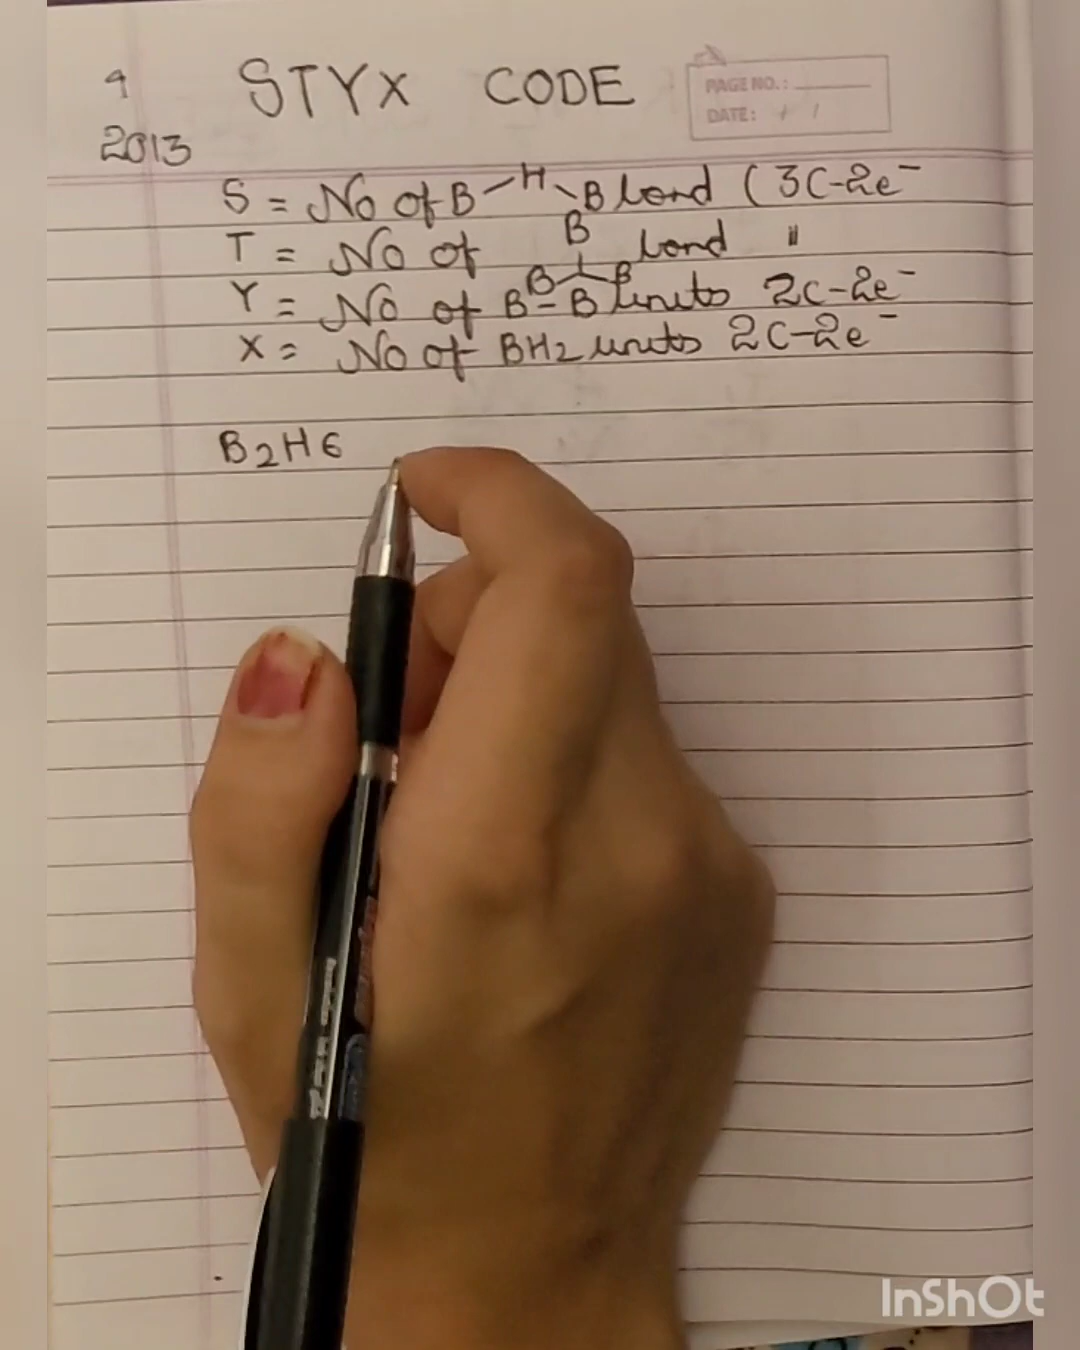 9
STYX CODE
PAGE NO.:
DATE: / /
2013
S = No of B-H-B bond (3C-2e⁻
T = No of B B B bond "
Y = No of B-B units 2C-2e⁻
X = No of BH2 units 2C-2e⁻
B2H6
InShOt